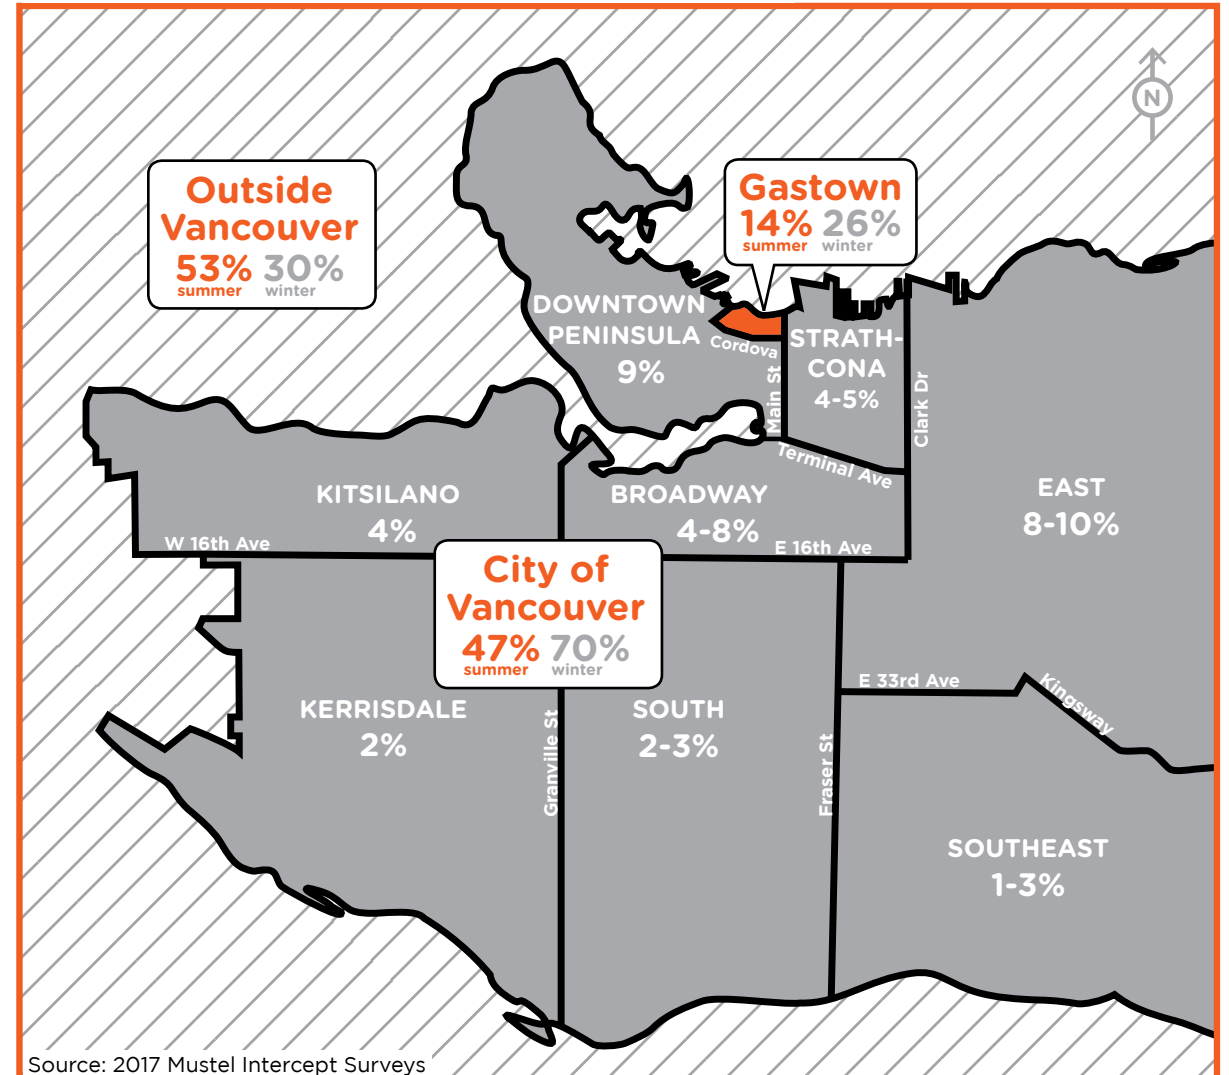 N
Outside
Vancouver
53% 30%
summer winter
Gastown
14% 26%
summer winter
DOWNTOWN
PENINSULA
9%
Cordova
Main St
STRATH-
CONA
4-5%
Clark Dr
Terminal Ave
KITSILANO
4%
BROADWAY
4-8%
EAST
8-10%
W 16th Ave
E 16th Ave
City of
Vancouver
47% 70%
summer winter
E 33rd Ave
Kingsway
KERRISDALE
2%
Granville St
SOUTH
2-3%
Fraser St
SOUTHEAST
1-3%
Source: 2017 Mustel Intercept Surveys